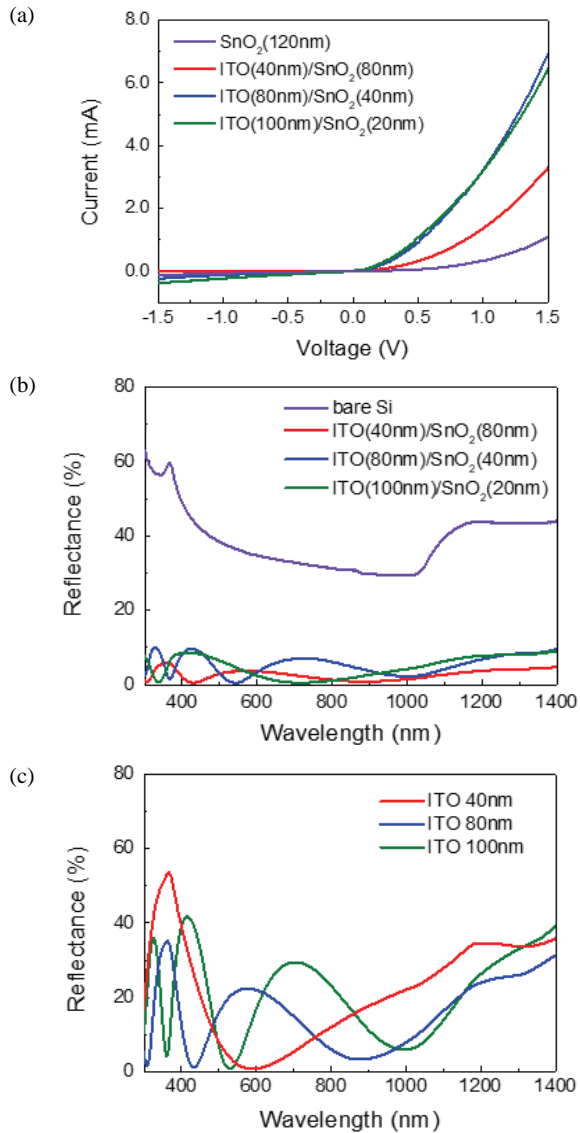 (a)
8.0
6.0
4.0
2.0
0.0
Current (mA)
SnO₂(120nm)
ITO(40nm)/SnO₂(80nm)
ITO(80nm)/SnO₂(40nm)
ITO(100nm)/SnO₂(20nm)
-1.5 -1.0 -0.5 0.0 0.5 1.0 1.5
Voltage (V)
(b)
80
60
40
20
0
Reflectance (%)
bare Si
ITO(40nm)/SnO₂(80nm)
ITO(80nm)/SnO₂(40nm)
ITO(100nm)/SnO₂(20nm)
400 600 800 1000 1200 1400
Wavelength (nm)
(c)
80
60
40
20
0
Reflectance (%)
ITO 40nm
ITO 80nm
ITO 100nm
400 600 800 1000 1200 1400
Wavelength (nm)